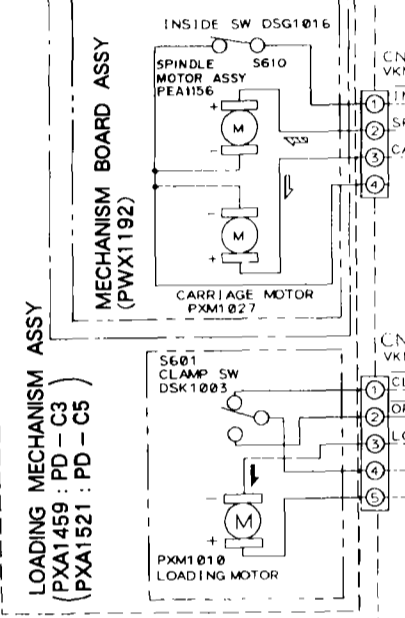 INSIDE SW DSG1016
SPINDLE
MOTOR ASSY
PEA1156
S610
+
M
-
-
M
+
CARRIAGE MOTOR
PXM1027
MECHANISM BOARD ASSY
(PWX1192)
CN
VKN
1
2
3
4
LOADING MECHANISM ASSY
(PXA1459 : PD-C3)
(PXA1521 : PD-C5)
S601
CLAMP SW
DSK1003
-
M
+
PXM1010
LOADING MOTOR
CN
VKN
1
2
3
4
5